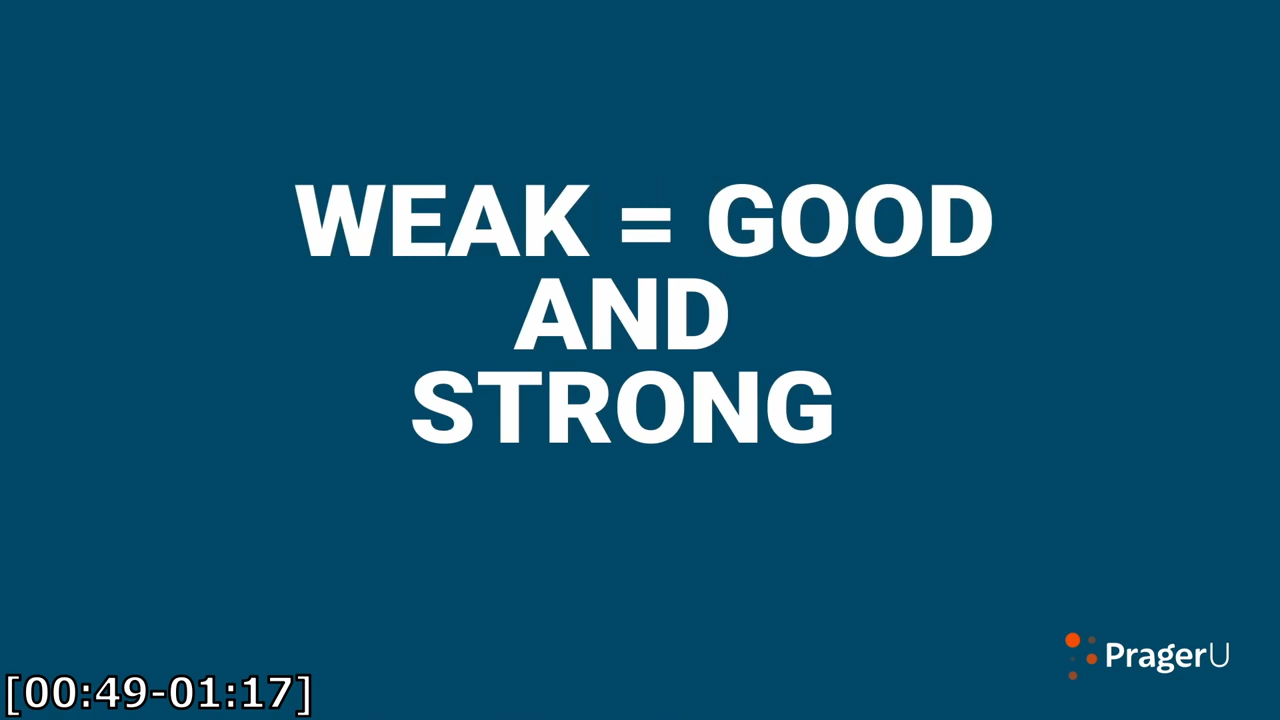 WEAK = GOOD
AND
STRONG
PragerU
[00:49-01:17]